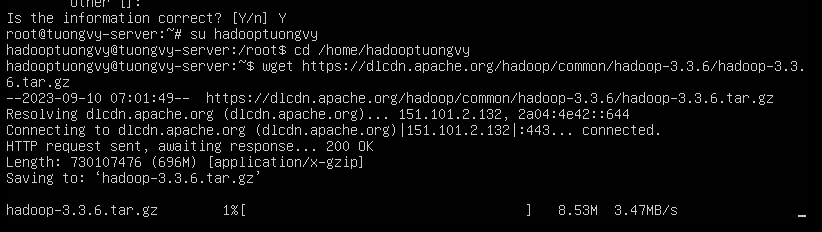 Other []:
Is the information correct? [Y/n] Y
root@tuongvy-server:~# su hadooptuongvy
hadooptuongvy@tuongvy-server:/root$ cd /home/hadooptuongvy
hadooptuongvy@tuongvy-server:~$ wget https://dlcdn.apache.org/hadoop/common/hadoop-3.3.6/hadoop-3.3.
6.tar.gz
--2023-09-10 07:01:49--  https://dlcdn.apache.org/hadoop/common/hadoop-3.3.6/hadoop-3.3.6.tar.gz
Resolving dlcdn.apache.org (dlcdn.apache.org)... 151.101.2.132, 2a04:4e42::644
Connecting to dlcdn.apache.org (dlcdn.apache.org)|151.101.2.132|:443... connected.
HTTP request sent, awaiting response... 200 OK
Length: 730107476 (696M) [application/x-gzip]
Saving to: ‘hadoop-3.3.6.tar.gz’
hadoop-3.3.6.tar.gz        1%[                                  ]   8.53M  3.47MB/s               _